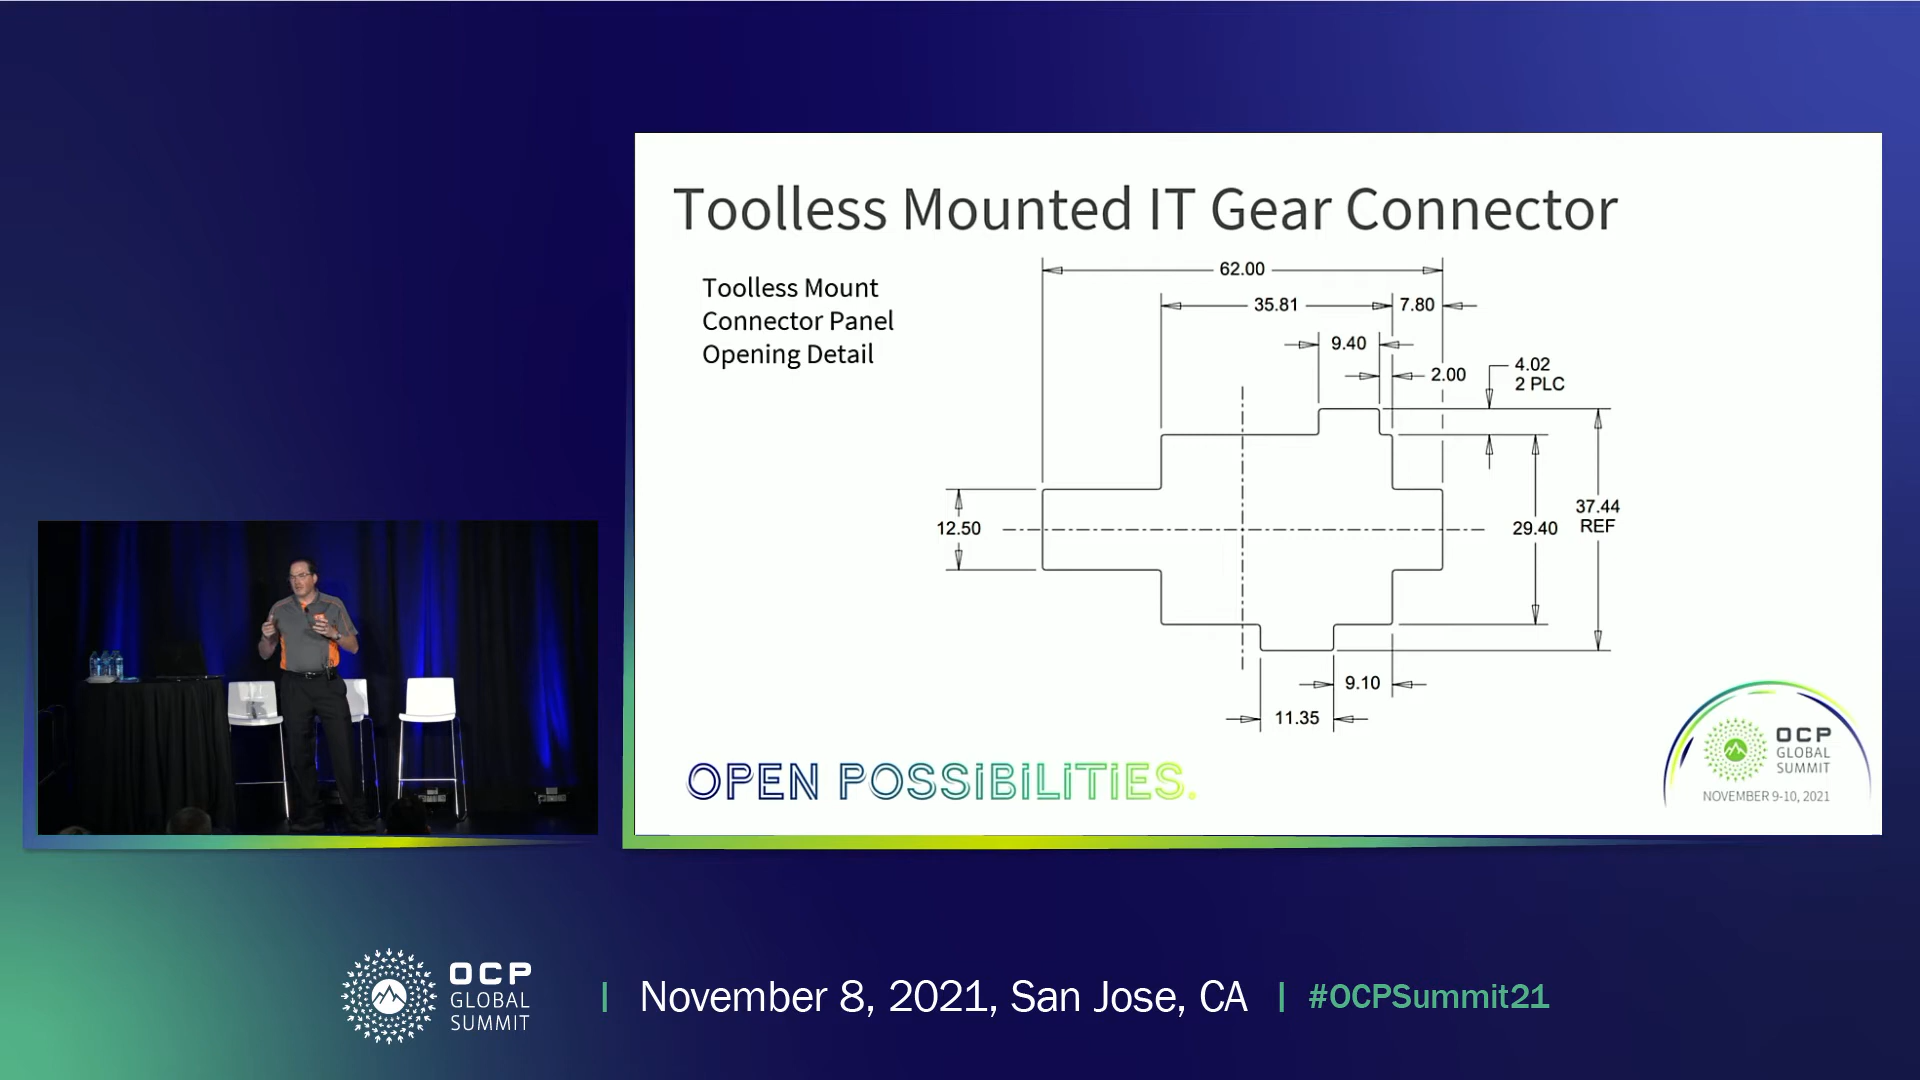 Toolless Mounted IT Gear Connector
Toolless Mount
Connector Panel
Opening Detail
62.00
35.81
7.80
9.40
2.00
4.02
2 PLC
12.50
29.40
37.44
REF
9.10
11.35
OPEN POSSIBILITIES.
OCP
GLOBAL
SUMMIT
NOVEMBER 9-10, 2021
OCP
GLOBAL
SUMMIT
November 8, 2021, San Jose, CA
#OCPSummit21